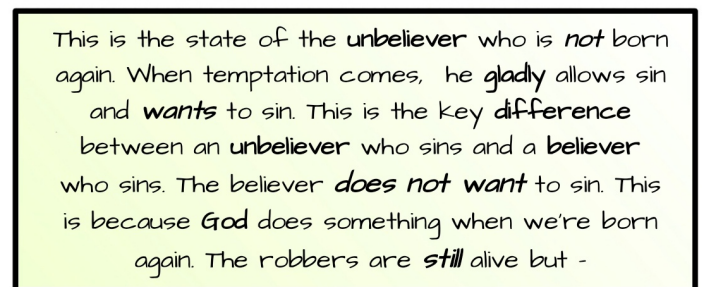 This is the state of the unbeliever who is not born
again. When temptation comes, he gladly allows sin
and wants to sin. This is the key difference
between an unbeliever who sins and a believer
who sins. The believer does not want to sin. This
is because God does something when we're born
again. The robbers are still alive but -